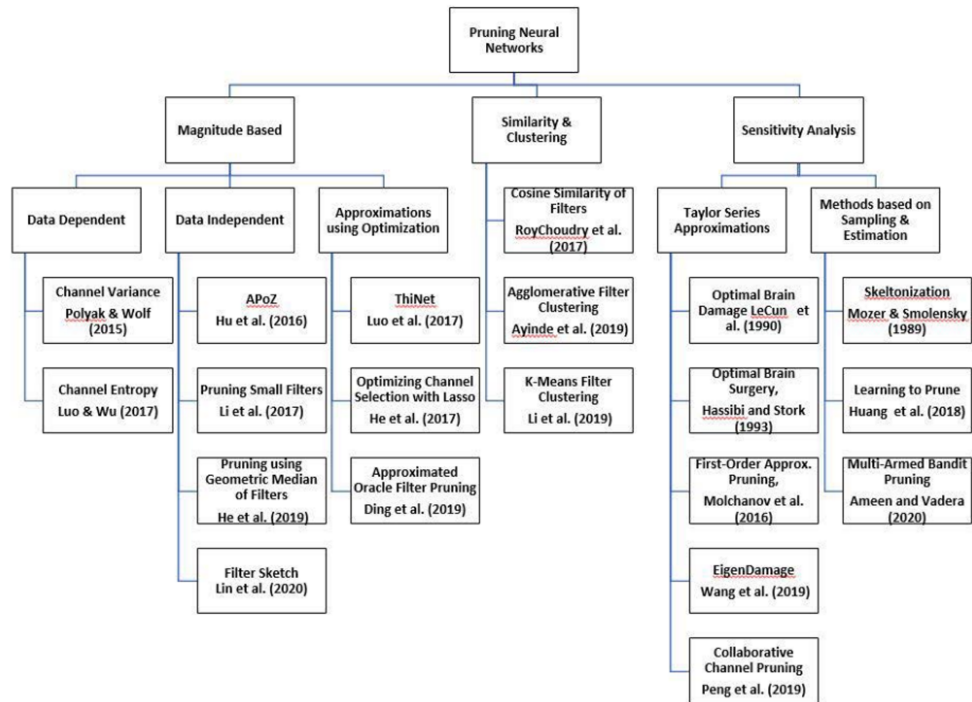 Pruning Neural
Networks
Magnitude Based
Similarity &
Clustering
Sensitivity Analysis
Data Dependent
Data Independent
Approximations
using Optimization
Cosine Similarity of
Filters
RoyChoudry et al.
(2017)
Taylor Series
Approximations
Methods based on
Sampling &
Estimation
Channel Variance
Polyak & Wolf
(2015)
APoZ
Hu et al. (2016)
ThiNet
Luo et al. (2017)
Agglomerative Filter
Clustering
Ayinde et al. (2019)
Optimal Brain
Damage LeCun et
al. (1990)
Skeltonization
Mozer & Smolensky
(1989)
Channel Entropy
Luo & Wu (2017)
Pruning Small Filters
Li et al. (2017)
Optimizing Channel
Selection with Lasso
He et al. (2017)
K-Means Filter
Clustering
Li et al. (2019)
Optimal Brain
Surgery,
Hassibi and Stork
(1993)
Learning to Prune
Huang et al. (2018)
Pruning using
Geometric Median
of Filters
He et al. (2019)
Approximated
Oracle Filter Pruning
Ding et al. (2019)
First-Order Approx.
Pruning,
Molchanov et al.
(2016)
Multi-Armed Bandit
Pruning
Ameen and Vadera
(2020)
Filter Sketch
Lin et al. (2020)
EigenDamage
Wang et al. (2019)
Collaborative
Channel Pruning
Peng et al. (2019)